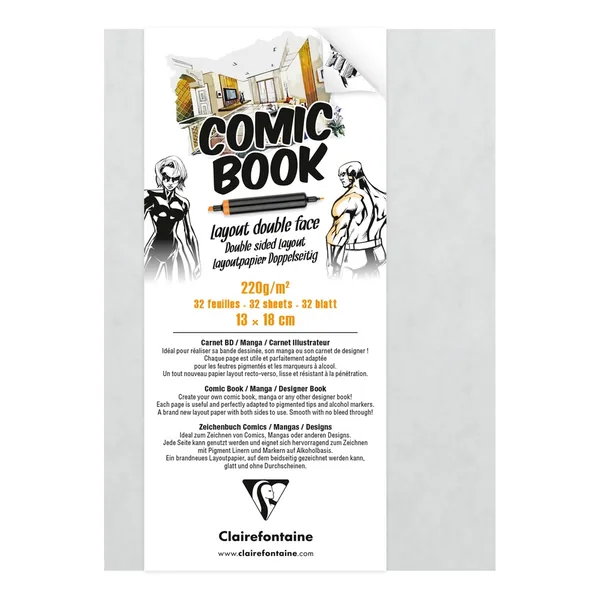 COMIC
BOOK
layout double face
Double sided Layout
layoutpapier Doppelseitig
220g/m²
32 feuilles - 32 sheets - 32 blatt
13 x 18 cm
Carnet BD / Manga / Carnet Illustrateur
Idéal pour réaliser sa bande dessinée, son manga ou son carnet de designer !
Chaque page est utile et parfaitement adaptée
pour les feutres pigmentés et les marqueurs à alcool.
Un tout nouveau papier layout recto-verso, lisse et résistant à la pénétration.
Comic Book / Manga / Designer Book
Create your own comic book, manga or any other designer book!
Each page is useful and perfectly adapted to pigmented tips and alcohol markers.
A brand new layout paper with both sides to use. Smooth with no bleed through!
Zeichenbuch Comics / Mangas / Designs
Ideal zum Zeichnen von Comics, Mangas oder anderen Designs.
Jede Seite kann genutzt werden und eignet sich hervorragend zum Zeichnen
mit Pigment Linern und Markern auf Alkoholbasis.
Ein brandneues Layoutpapier, auf dem beidseitig gezeichnet werden kann,
glatt und ohne Durchscheinen.
Clairefontaine
www.clairefontaine.com